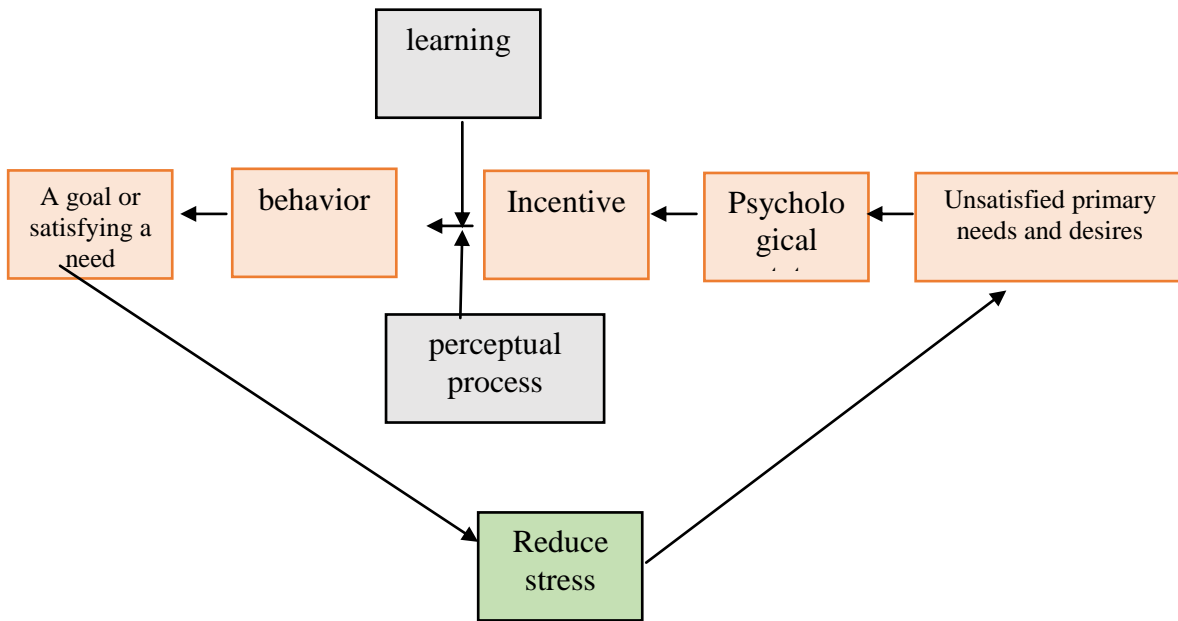 learning
A goal or
satisfying a
need
behavior
Incentive
Psycholo
gical
Unsatisfied primary
needs and desires
perceptual
process
Reduce
stress